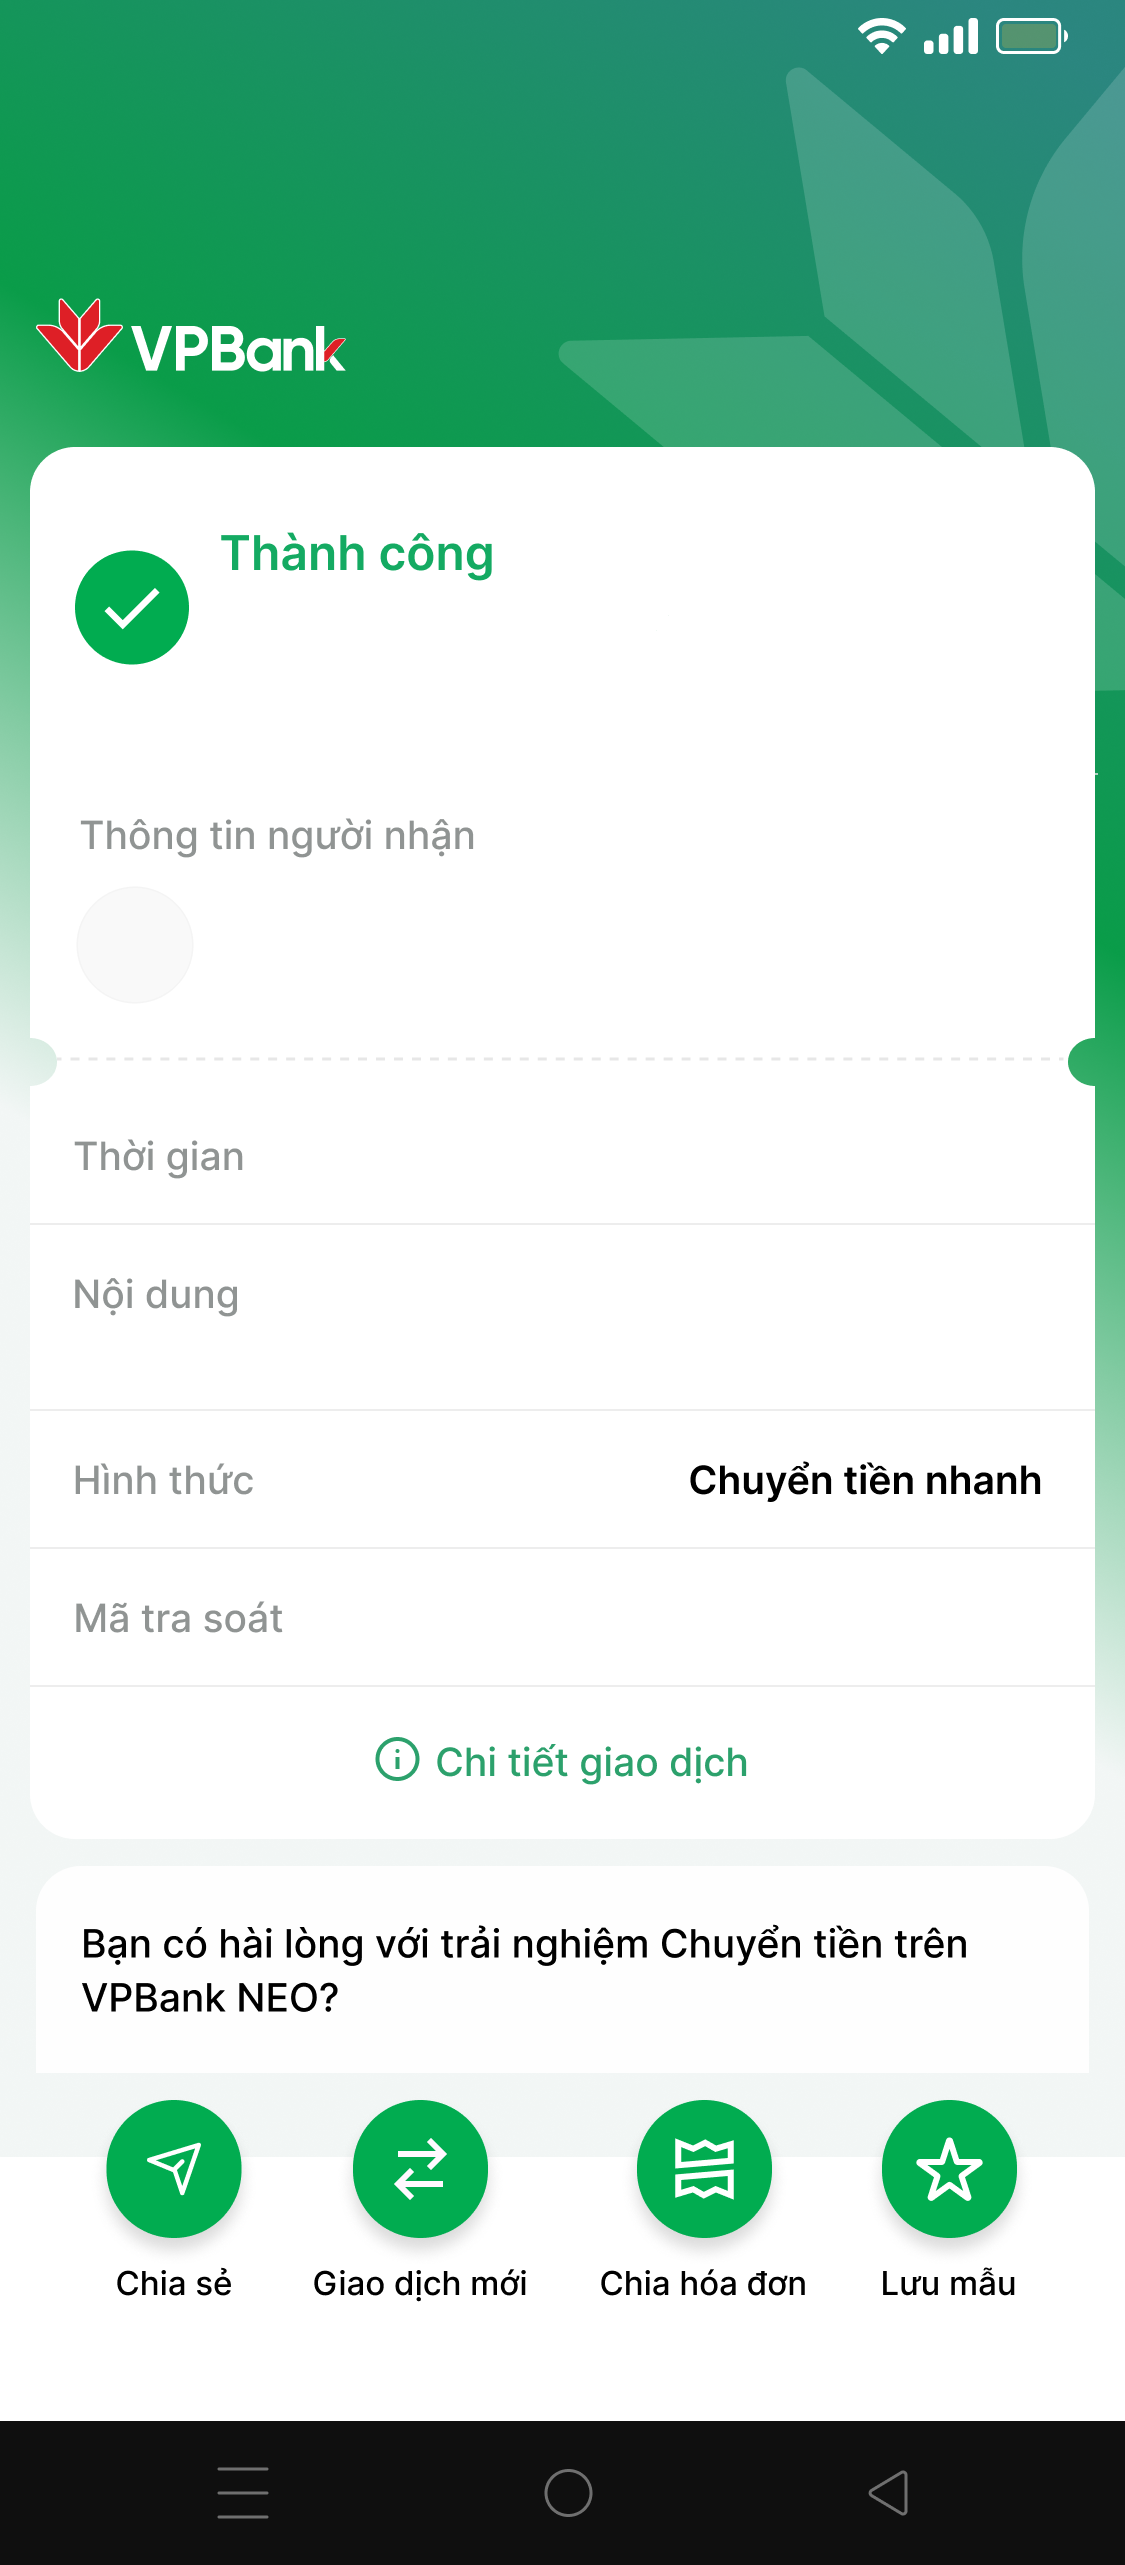 VPBank
Thành công
Thông tin người nhận
Thời gian
Nội dung
Hình thức
Chuyển tiền nhanh
Mã tra soát
Chi tiết giao dịch
Bạn có hài lòng với trải nghiệm Chuyển tiền trên
VPBank NEO?
Chia sẻ
Giao dịch mới
Chia hóa đơn
Lưu mẫu